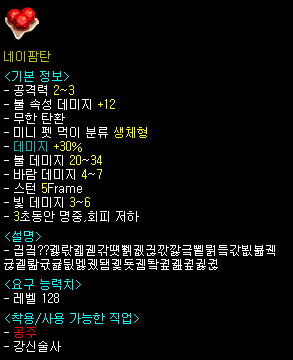 네이팜탄
<기본 정보>
- 공격력 2~3
- 불 속성 데미지 +12
- 무한 탄환
- 미니 펫 먹이 분류 생체형
- 데미지 +30%
- 불 데미지 20~34
- 바람 데미지 4~7
- 스턴 5Frame
- 빛 데미지 3~6
- 3초동안 명중,회피 저하
<설명>
<요구 능력치>
- 레벨 128
<착용/사용 가능한 직업>
- 공주
- 강신술사